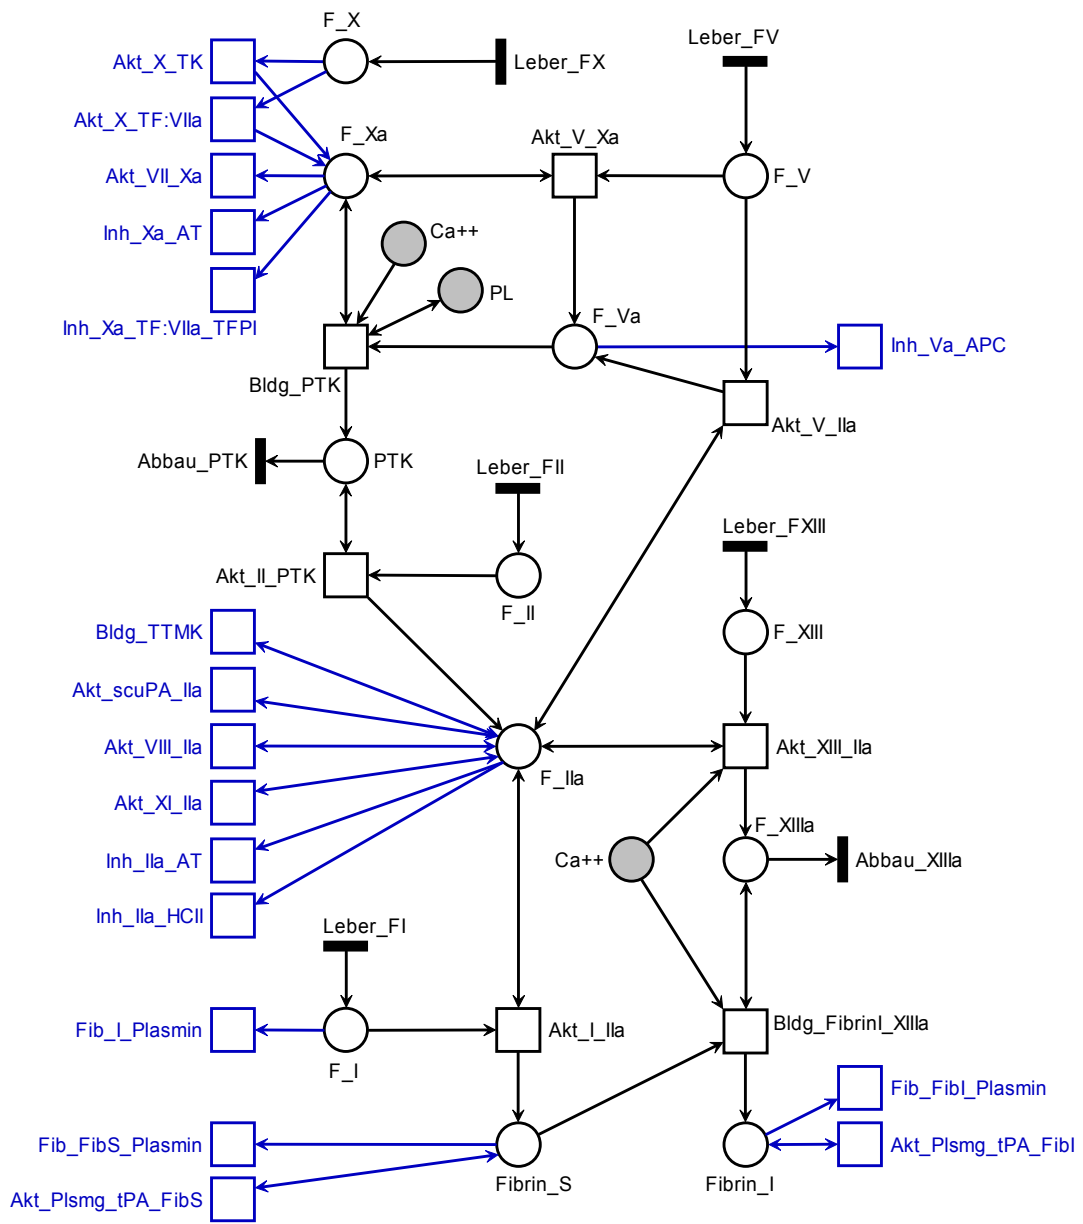 F_X
Leber_FV
Akt_X_TK
Leber_FX
Akt_X_TF:VIIa
F_Xa
Akt_V_Xa
Akt_VII_Xa
F_V
Inh_Xa_AT
Ca++
PL
Inh_Xa_TF:VIIa_TFPI
F_Va
Inh_Va_APC
Bldg_PTK
Akt_V_IIa
Abbau_PTK
PTK
Leber_FII
Leber_FXIII
Akt_II_PTK
F_II
Bldg_TTMK
F_XIII
Akt_scuPA_IIa
Akt_VIII_IIa
Akt_XIII_IIa
F_IIa
Akt_XI_IIa
F_XIIIa
Inh_IIa_AT
Ca++
Abbau_XIIIa
Inh_IIa_HCII
Leber_FI
Fib_I_Plasmin
Akt_I_IIa
Bldg_FibrinI_XIIIa
F_I
Fib_FibI_Plasmin
Fib_FibS_Plasmin
Akt_Plsmg_tPA_FibI
Fibrin_S
Fibrin_I
Akt_Plsmg_tPA_FibS